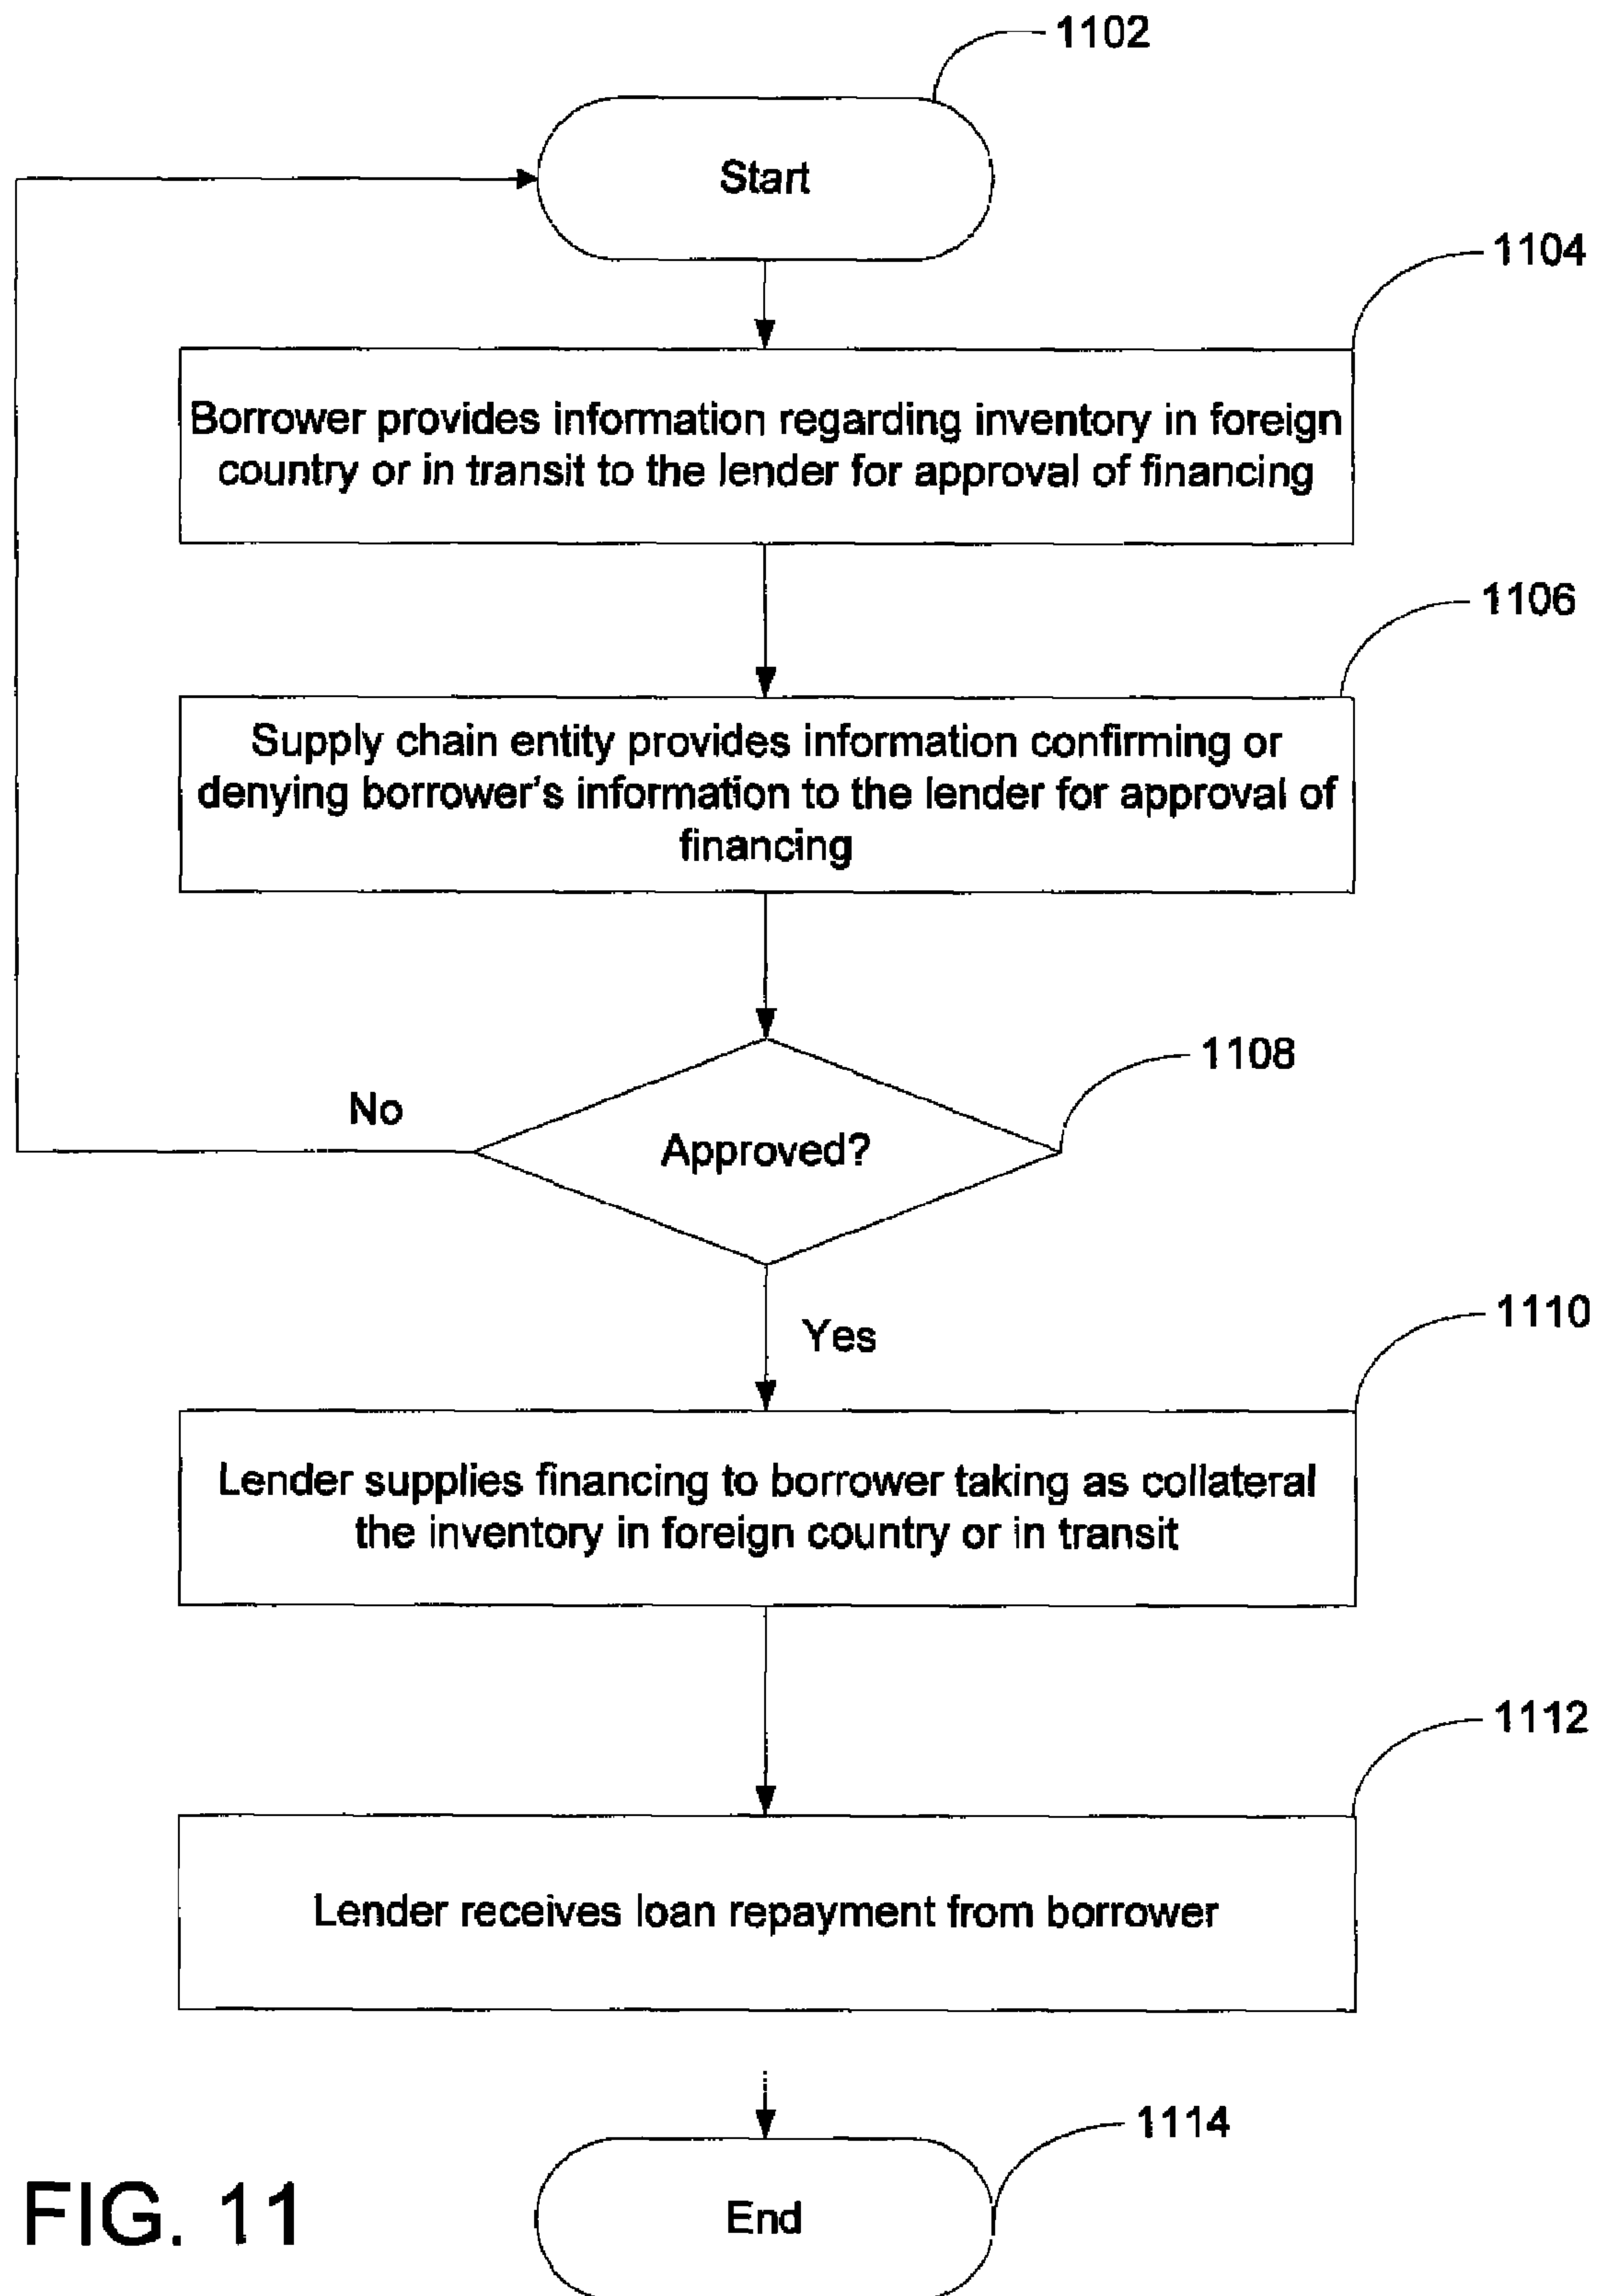 1102
Start
1104
Borrower provides information regarding inventory in foreign
country or in transit to the lender for approval of financing
1106
Supply chain entity provides information confirming or
denying borrower's information to the lender for approval of
financing
1108
No
Approved?
Yes
1110
Lender supplies financing to borrower taking as collateral
the inventory in foreign country or in transit
1112
Lender receives loan repayment from borrower
1114
End
FIG. 11